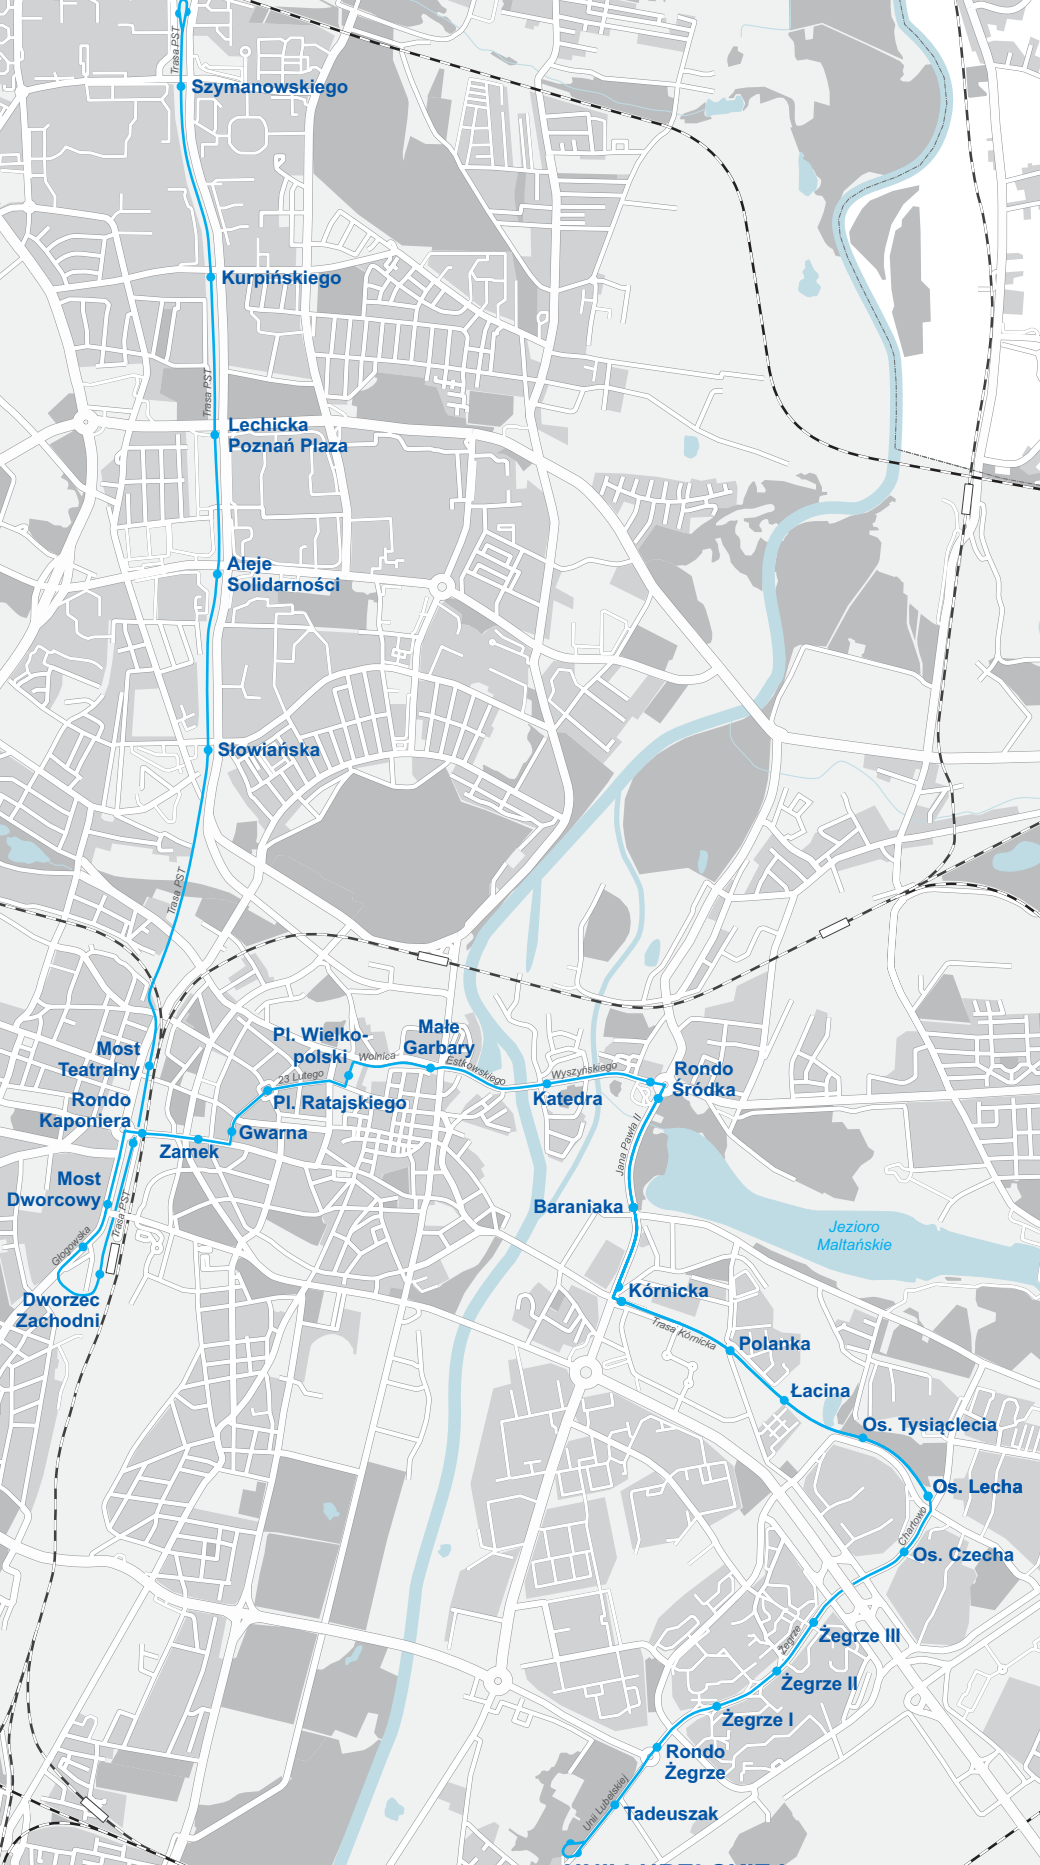 Trasa PST
Szymanowskiego
Kurpińskiego
Trasa PST
Lechicka
Poznań Plaza
Aleje
Solidarności
Słowiańska
Trasa PST
Most
Teatralny
Rondo
Kaponiera
Zamek
Gwarna
Pl. Ratajskiego
23 Lutego
Pl. Wielko-
polski
Wolnica
Małe
Garbary
Estkowskiego
Katedra
Wyszyńskiego
Rondo
Śródka
Most
Dworcowy
Trasa PST
Głogowska
Dworzec
Zachodni
Jana Pawła II
Baraniaka
Jezioro
Maltańskie
Kórnicka
Trasa Kórnicka
Polanka
Łacina
Os. Tysiąclecia
Os. Lecha
Chartowo
Os. Czecha
Żegrze III
Żegrze
Żegrze II
Żegrze I
Rondo
Żegrze
Unii Lubelskiej
Tadeuszak